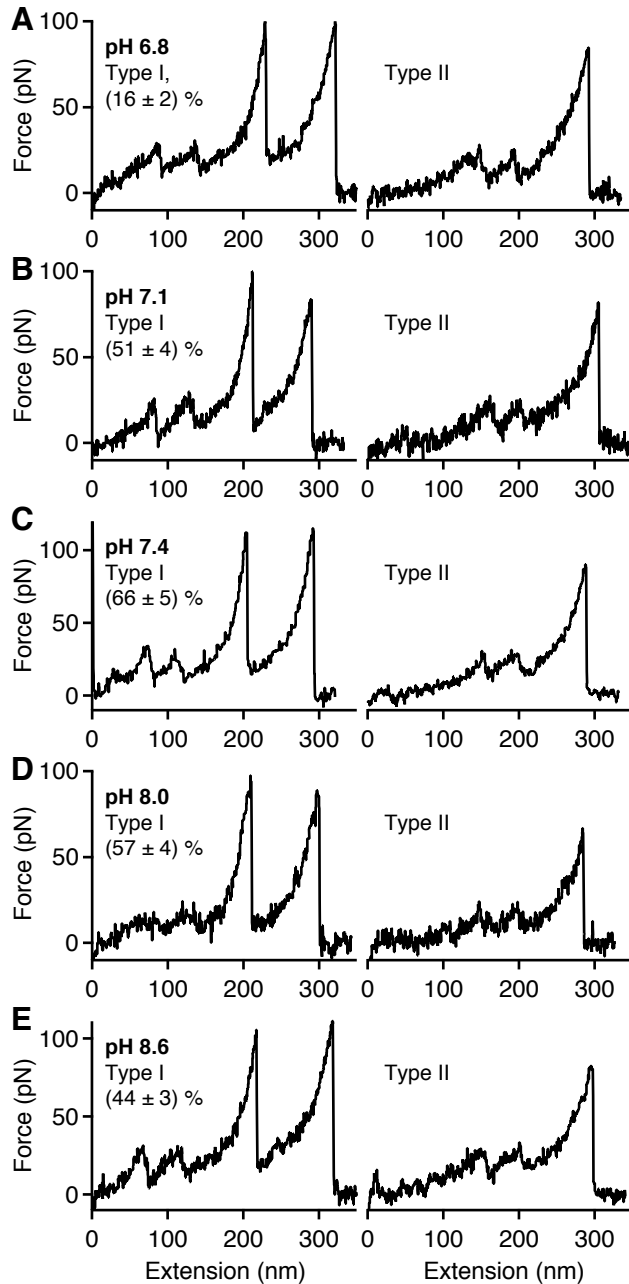 A
100
pH 6.8
Type I,
(16 ± 2) %
Type II
50
0
Force (pN)
0 100 200 300 0 100 200 300
B
100
pH 7.1
Type I
(51 ± 4) %
Type II
50
0
Force (pN)
0 100 200 300 0 100 200 300
C
100
pH 7.4
Type I
(66 ± 5) %
Type II
50
0
Force (pN)
0 100 200 300 0 100 200 300
D
100
pH 8.0
Type I
(57 ± 4) %
Type II
50
0
Force (pN)
0 100 200 300 0 100 200 300
E
100
pH 8.6
Type I
(44 ± 3) %
Type II
50
0
Force (pN)
0 100 200 300 0 100 200 300
Extension (nm) Extension (nm)